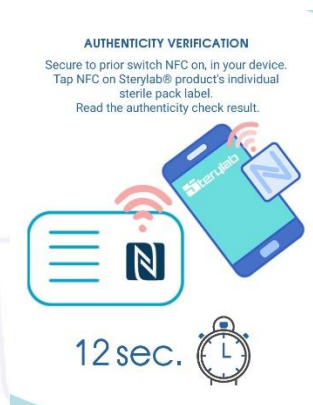 AUTHENTICITY VERIFICATION
Secure to prior switch NFC on, in your device.
Tap NFC on Sterylab® product's individual
sterile pack label.
Read the authenticity check result.
Sterylab
12 sec.